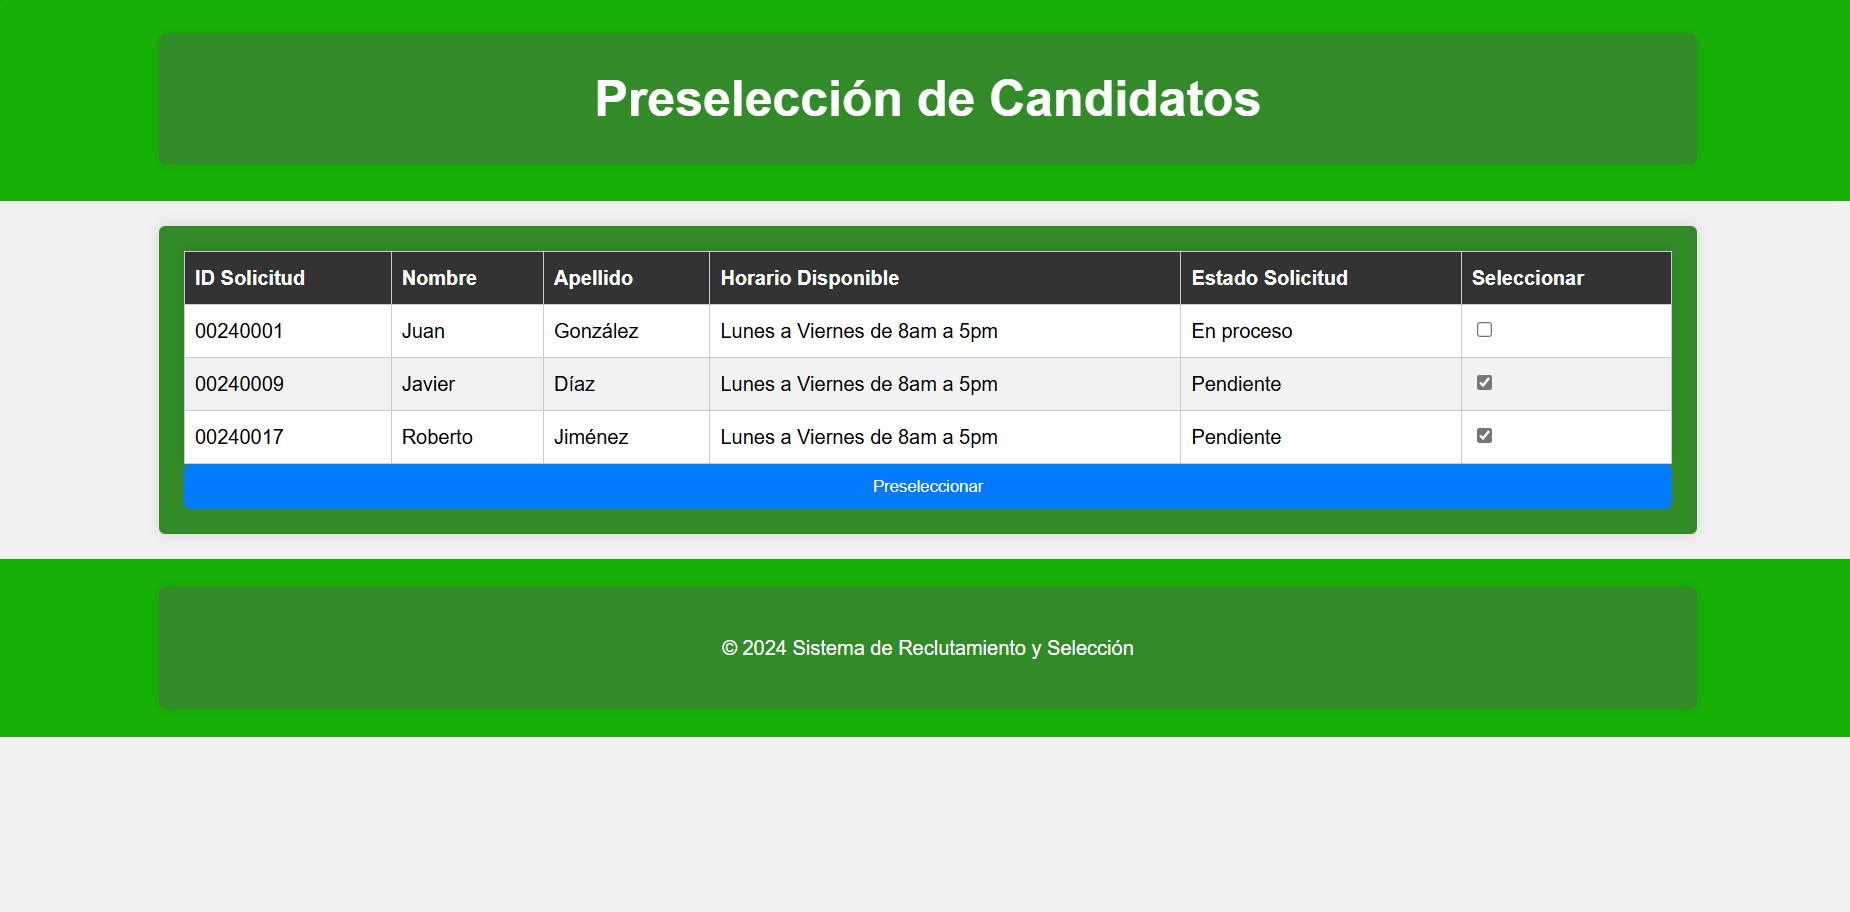 Preselección de Candidatos
ID Solicitud Nombre Apellido Horario Disponible Estado Solicitud Seleccionar
00240001 Juan González Lunes a Viernes de 8am a 5pm En proceso
00240009 Javier Díaz Lunes a Viernes de 8am a 5pm Pendiente
00240017 Roberto Jiménez Lunes a Viernes de 8am a 5pm Pendiente
Preseleccionar
© 2024 Sistema de Reclutamiento y Selección